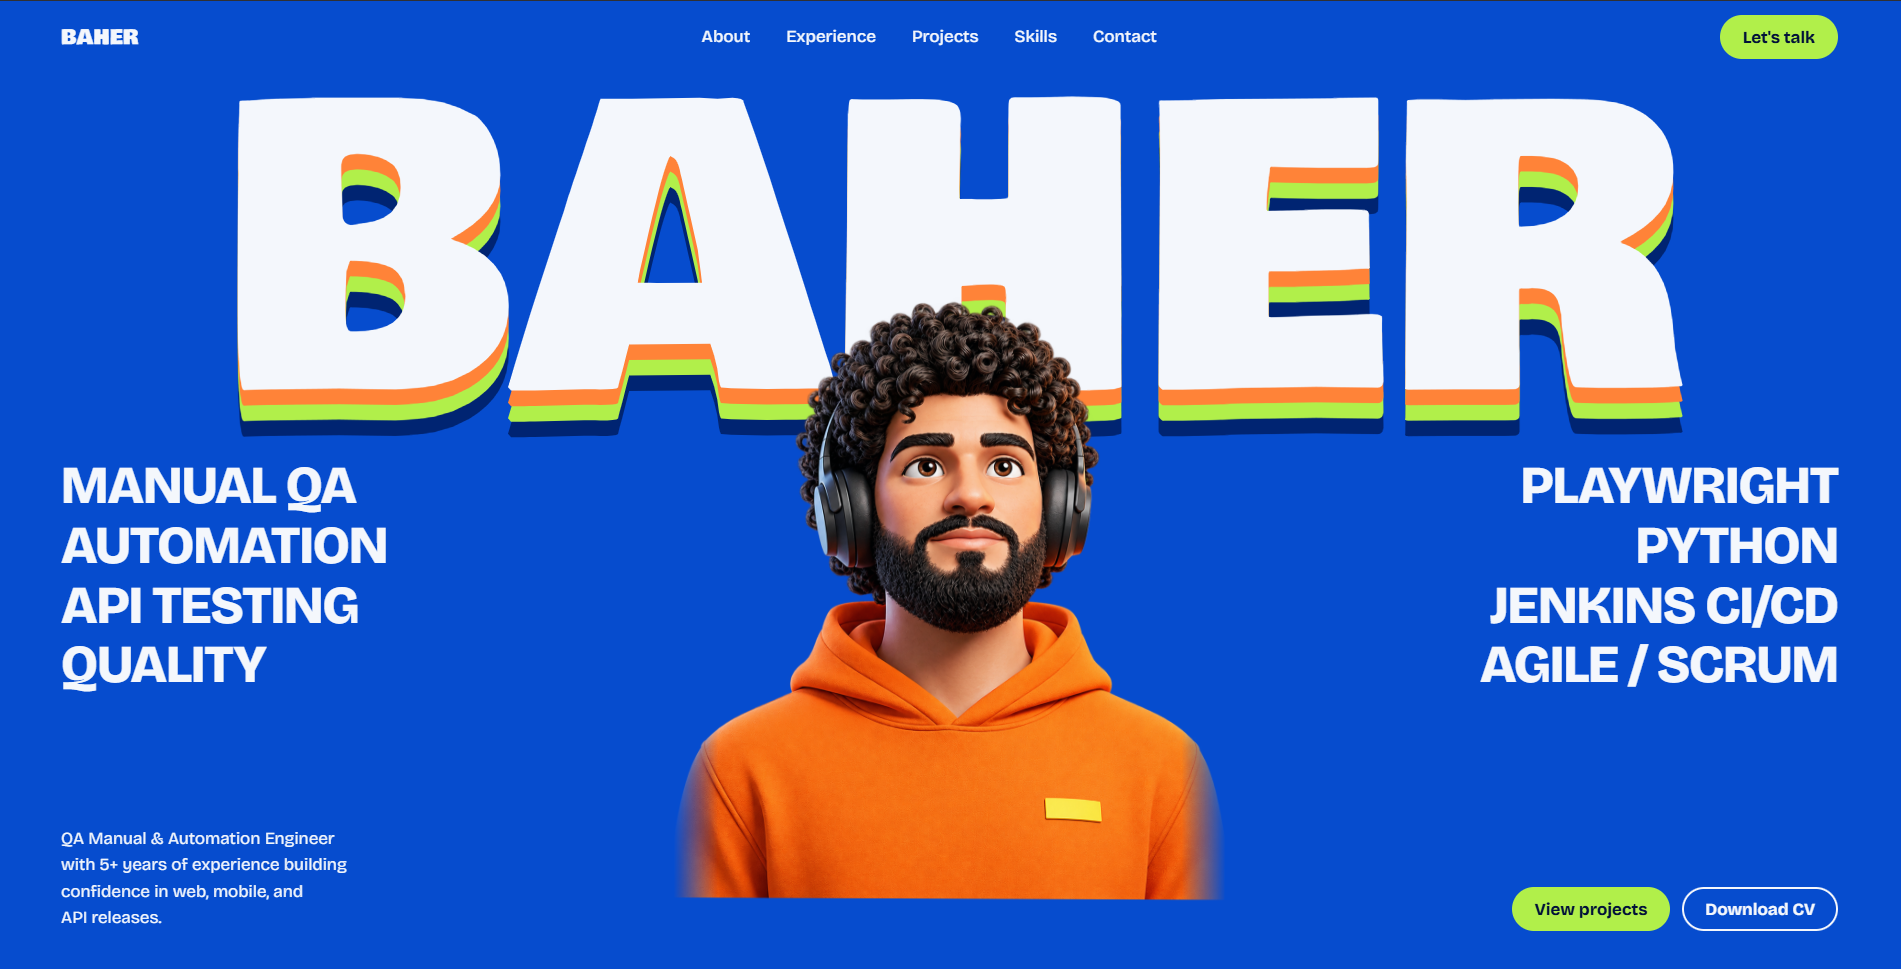 BAHER
About
Experience
Projects
Skills
Contact
Let's talk
BAHER
MANUAL QA
AUTOMATION
API TESTING
QUALITY
PLAYWRIGHT
PYTHON
JENKINS CI/CD
AGILE / SCRUM
QA Manual & Automation Engineer
with 5+ years of experience building
confidence in web, mobile, and
API releases.
View projects
Download CV